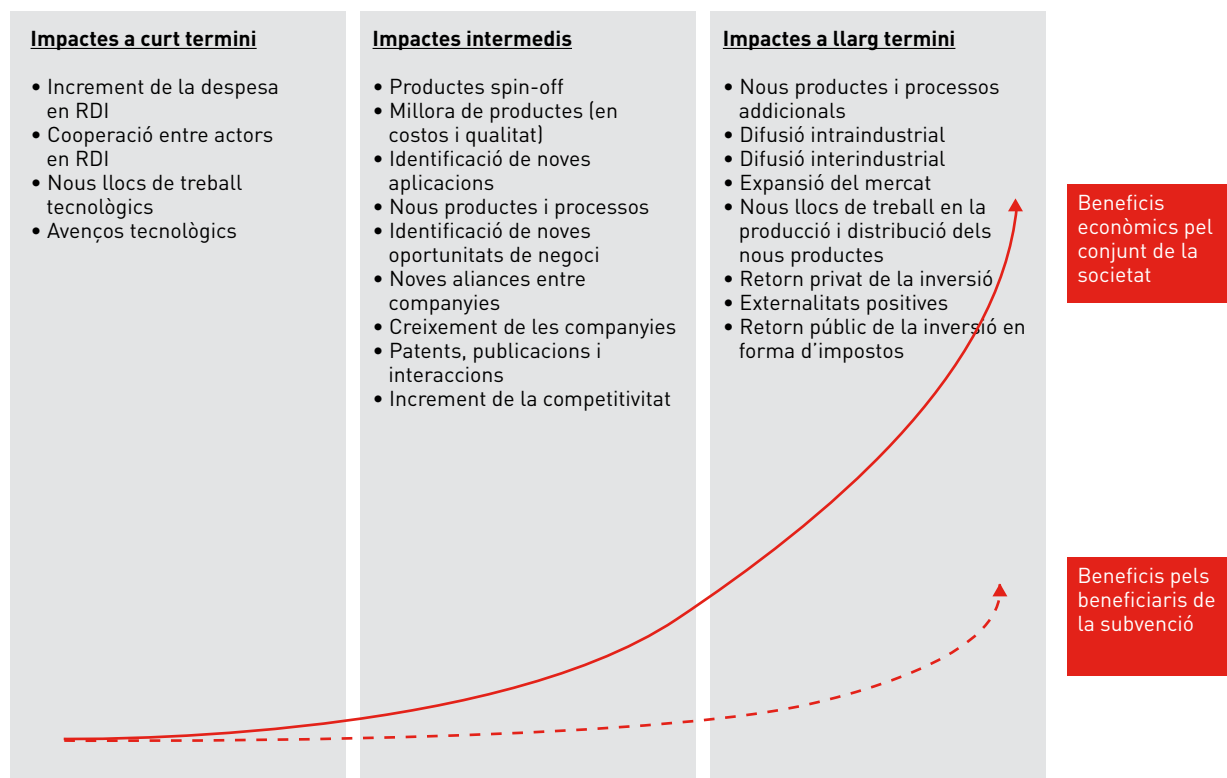 Impactes a curt termini
• Increment de la despesa
en RDI
• Cooperació entre actors
en RDI
• Nous llocs de treball
tecnològics
• Avenços tecnològics
Impactes intermedis
• Productes spin-off
• Millora de productes (en
costos i qualitat)
• Identificació de noves
aplicacions
• Nous productes i processos
• Identificació de noves
oportunitats de negoci
• Noves aliances entre
companyies
• Creixement de les companyies
• Patents, publicacions i
interaccions
• Increment de la competitivitat
Impactes a llarg termini
• Nous productes i processos
addicionals
• Difusió intraindustrial
• Difusió interindustrial
• Expansió del mercat
• Nous llocs de treball en la
producció i distribució dels
nous productes
• Retorn privat de la inversió
• Externalitats positives
• Retorn públic de la inversió en
forma d'impostos
Beneficis
econòmics pel
conjunt de la
societat
Beneficis pels
beneficiaris de
la subvenció